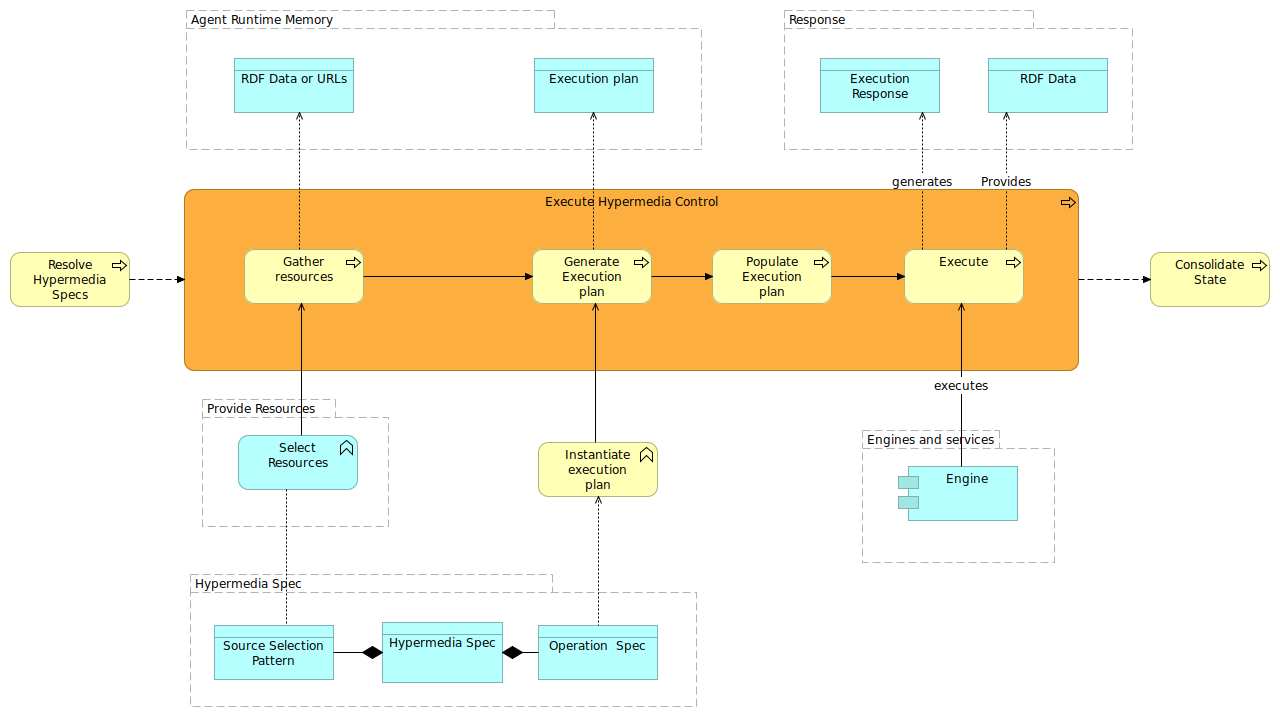 Agent Runtime Memory
Response
RDF Data or URLs
Execution plan
Execution
Response
RDF Data
generates
Provides
Execute Hypermedia Control
Resolve
Hypermedia
Specs
Gather
resources
Generate
Execution
plan
Populate
Execution
plan
Execute
Consolidate
State
executes
Provide Resources
Select
Resources
Instantiate
execution
plan
Engines and services
Engine
Hypermedia Spec
Source Selection
Pattern
Hypermedia Spec
Operation  Spec